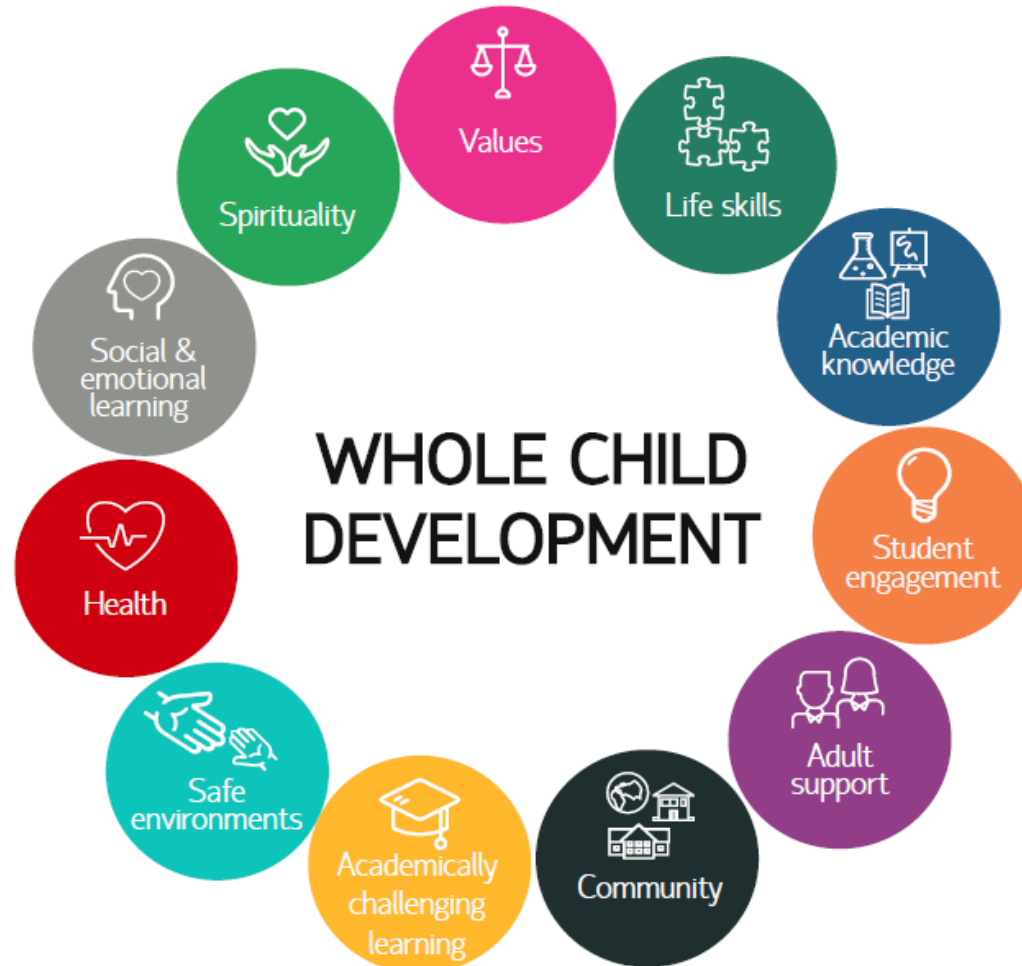 Values
Life skills
Academic
knowledge
Student
engagement
Adult
support
Community
Academically
challenging
learning
Safe
environments
Health
Social &
emotional
learning
Spirituality
WHOLE CHILD
DEVELOPMENT